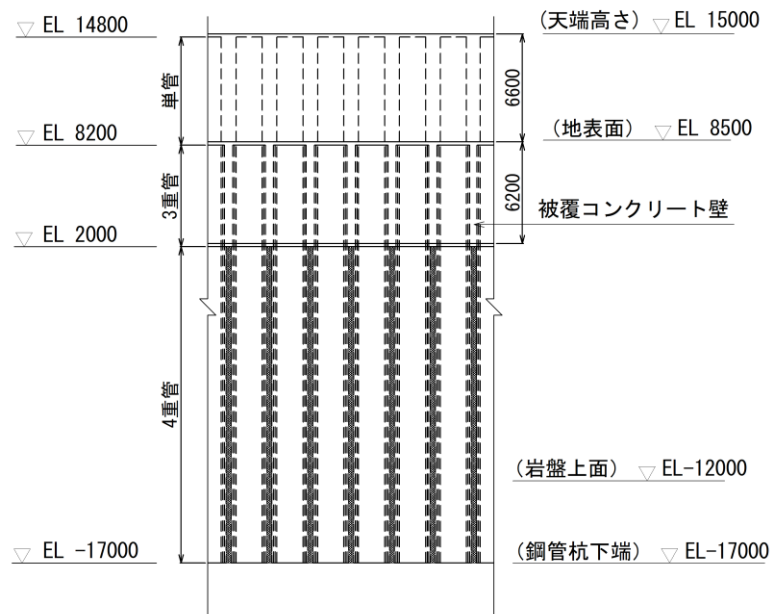 EL 14800
(天端高さ) EL 15000
単管
6600
EL 8200
(地表面) EL 8500
3重管
6200
被覆コンクリート壁
EL 2000
4重管
(岩盤上面) EL-12000
EL -17000
(鋼管杭下端) EL-17000